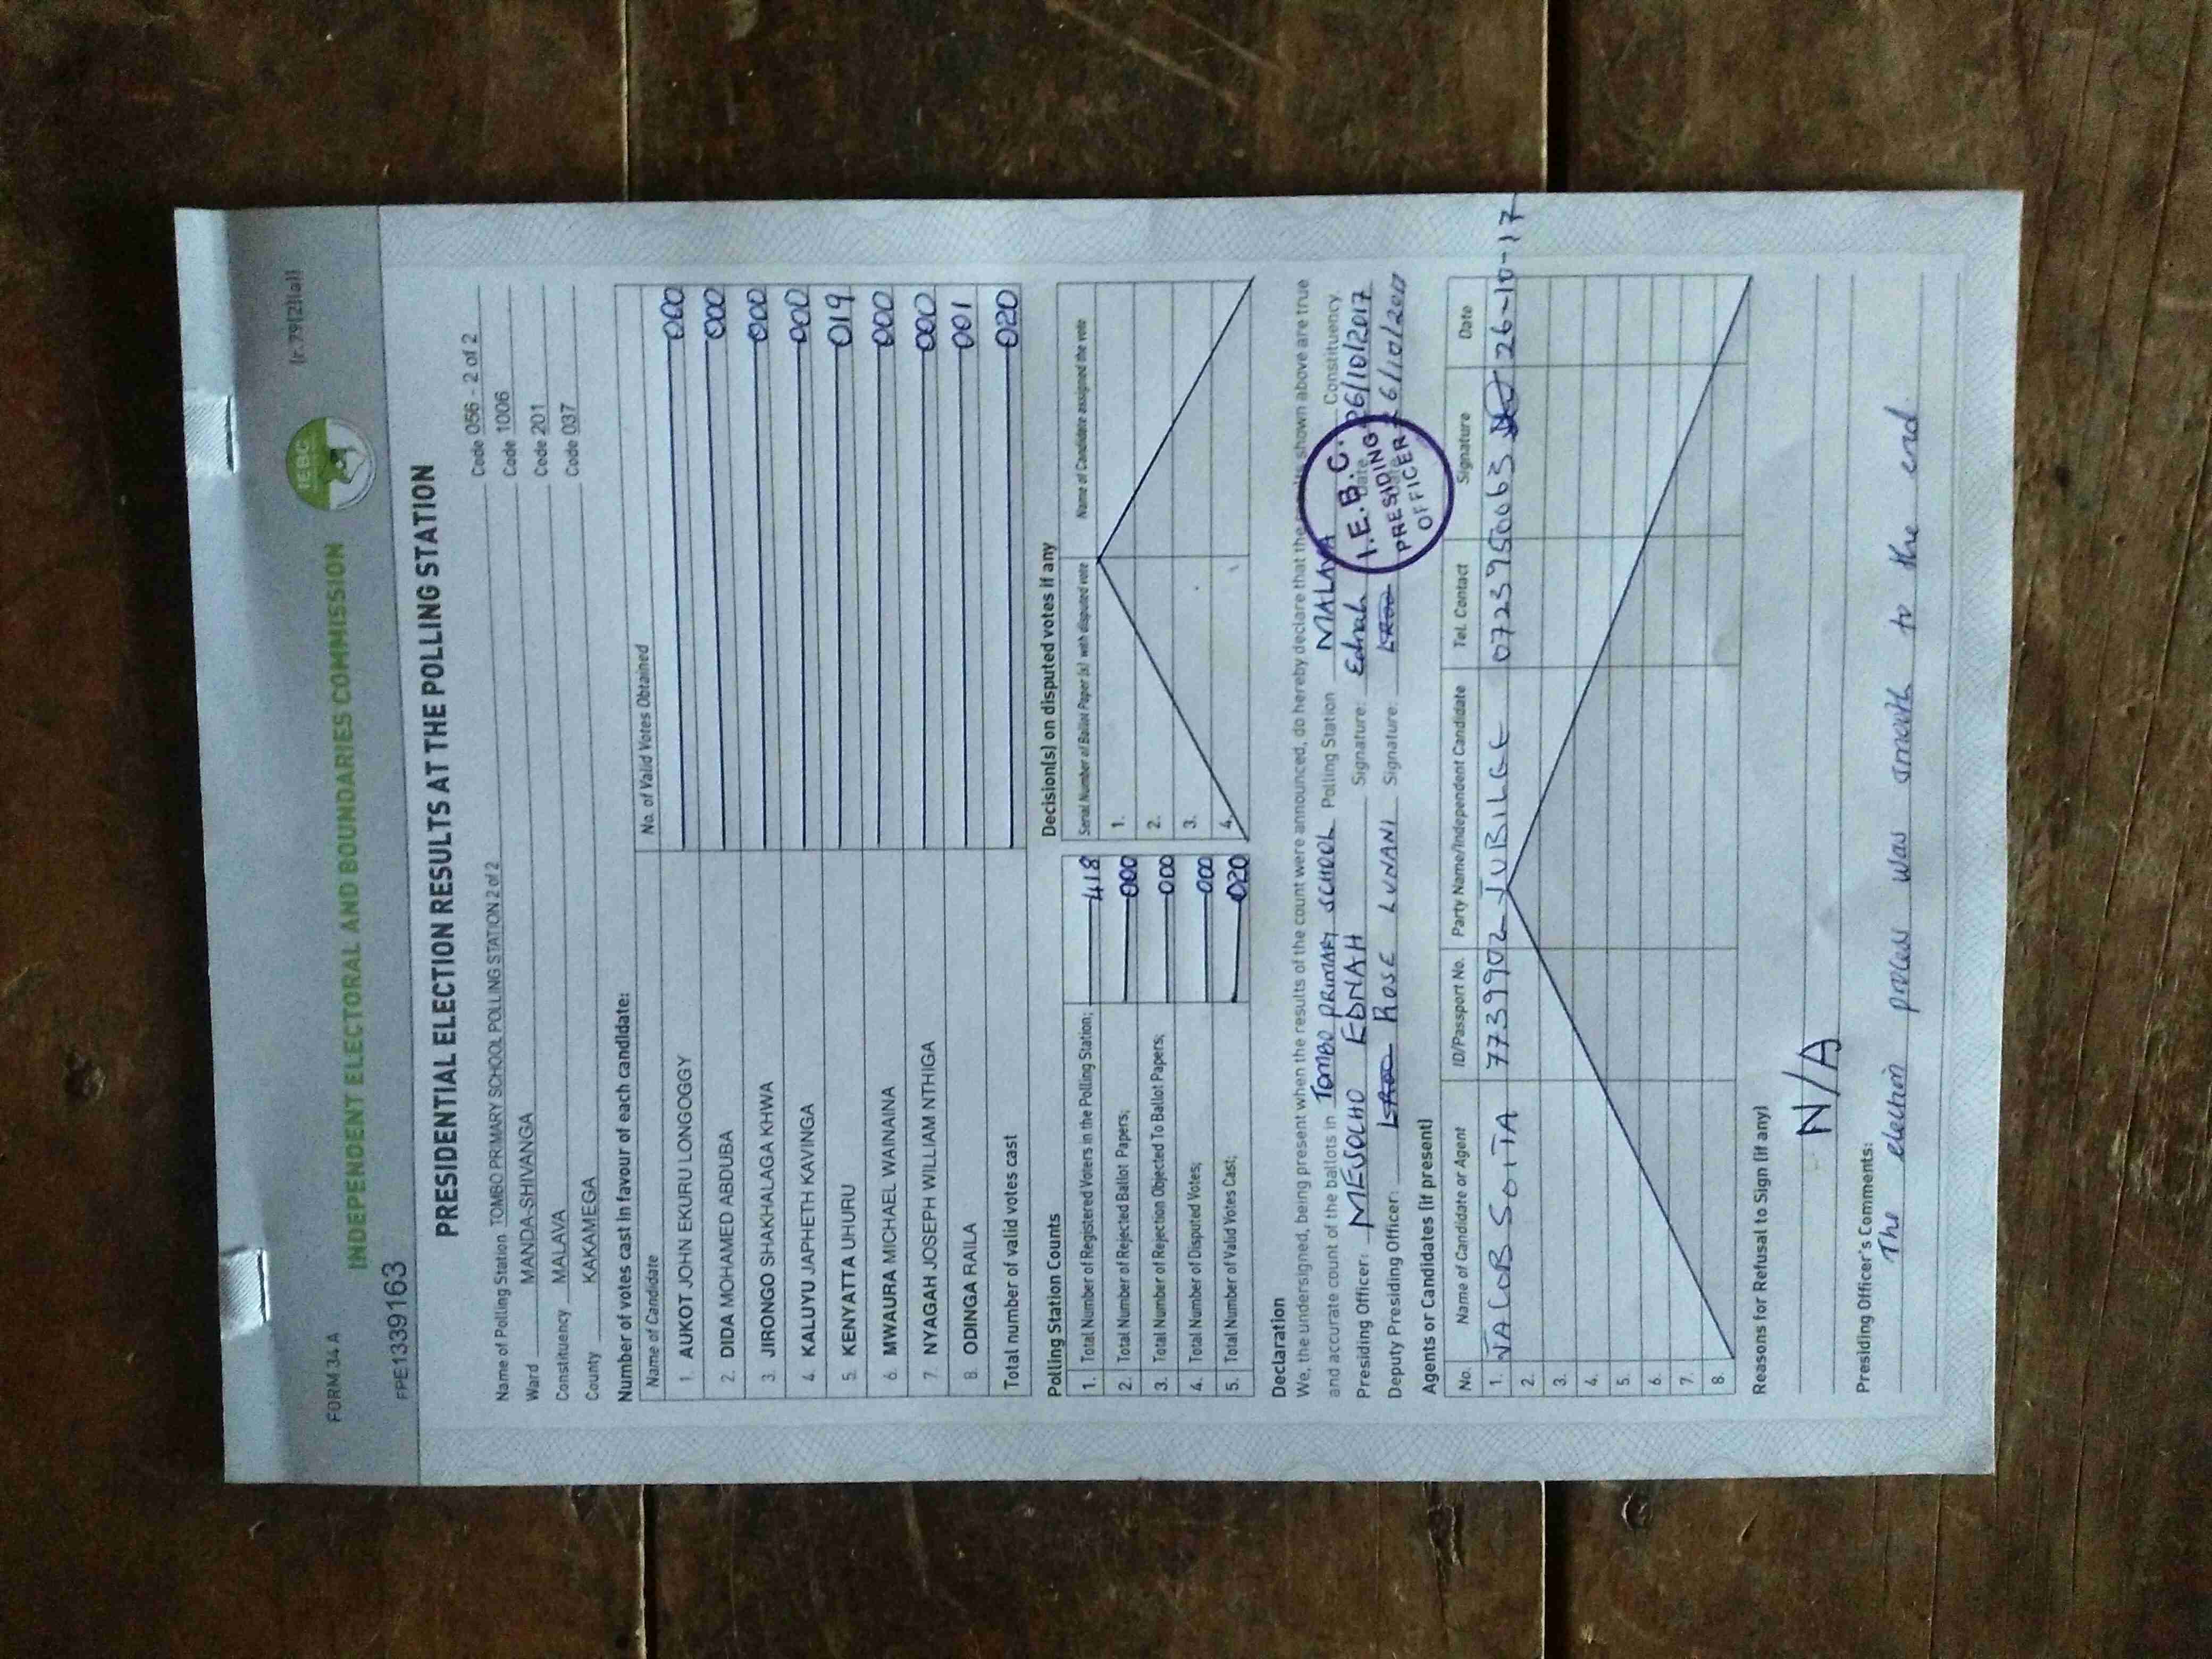 FORM 34 A
(r.79(2)(a))
INDEPENDENT ELECTORAL AND BOUNDARIES COMMISSION
IEBC
FPE1339163
PRESIDENTIAL ELECTION RESULTS AT THE POLLING STATION
Name of Polling Station TOMBO PRIMARY SCHOOL POLLING STATION 2 of 2 Code 056 - 2 of 2
Ward MANDA-SHIVANGA Code 1006
Constituency MALAVA Code 201
County KAKAMEGA Code 037
Number of votes cast in favour of each candidate:
Name of Candidate No. of Valid Votes Obtained
1. AUKOT JOHN EKURU LONGOGGY 000
2. DIDA MOHAMED ABDUBA 000
3. JIRONGO SHAKHALAGA KHWA 000
4. KALUYU JAPHETH KAVINGA 000
5. KENYATTA UHURU 019
6. MWAURA MICHAEL WAINAINA 000
7. NYAGAH JOSEPH WILLIAM NTHIGA 000
8. ODINGA RAILA 001
Total number of valid votes cast 020
Polling Station Counts
1. Total Number of Registered Voters in the Polling Station; 418
2. Total Number of Rejected Ballot Papers; 000
3. Total Number of Rejection Objected To Ballot Papers; 000
4. Total Number of Disputed Votes; 000
5. Total Number of Valid Votes Cast; 020
Decision(s) on disputed votes if any
Serial Number of Ballot Paper (s) with disputed vote Name of Candidate assigned the vote
1.
2.
3.
4.
Declaration
We, the undersigned, being present when the results of the count were announced, do hereby declare that the results shown above are true
and accurate count of the ballots in TOMBO PRIMARY SCHOOL Polling Station MALAVA Constituency
Presiding Officer: MESOCHO EDNAH Signature: Ednah Date 26/10/2017
Deputy Presiding Officer: ROSE LUNANI Signature: 26/10/2017
I.E.B.C.
PRESIDING
OFFICER
Agents or Candidates (if present)
No. Name of Candidate or Agent ID/Passport No. Party Name/Independent Candidate Tel. Contact Signature Date
1. JACOB SOITA 7739902 JUBILEE 0723950063 26-10-17
2.
3.
4.
5.
6.
7.
8.
Reasons for Refusal to Sign (if any)
N/A
Presiding Officer's Comments:
The election process was smooth to the end.